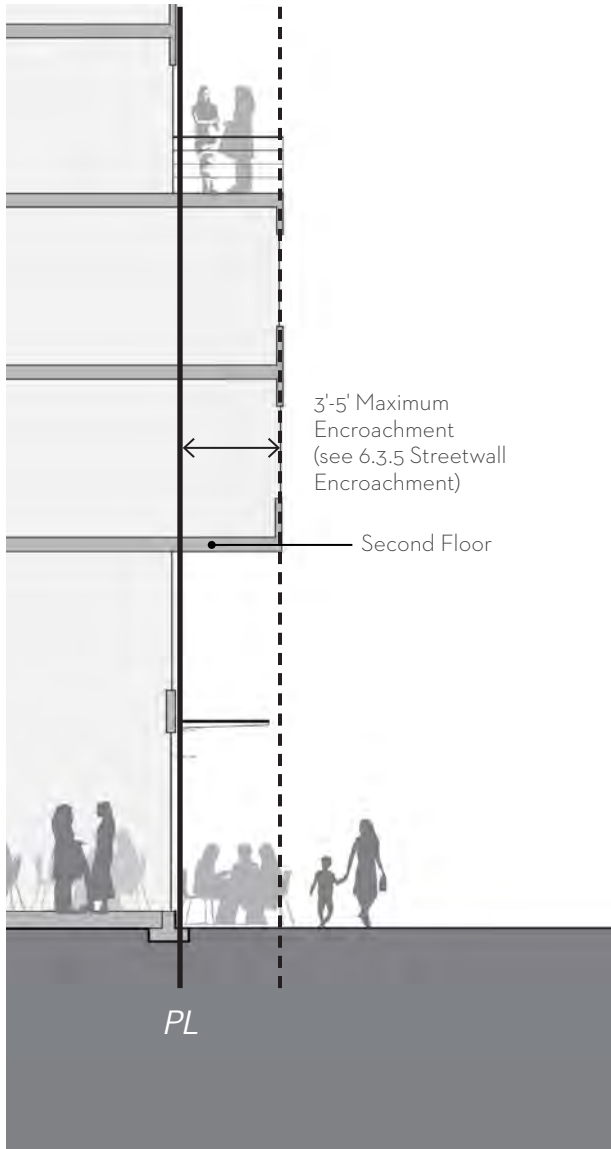 3'-5' Maximum
Encroachment
(see 6.3.5 Streetwall
Encroachment)
Second Floor
PL